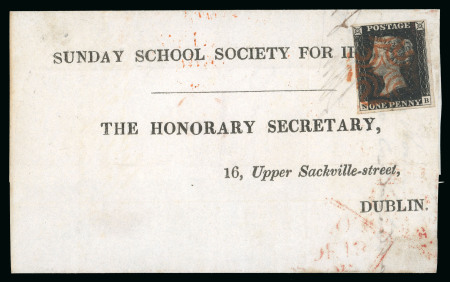 SUNDAY SCHOOL SOCIETY FOR
POSTAGE
S ONE PENNY B
THE HONORARY SECRETARY,
16, Upper Sackville-street,
DUBLIN.